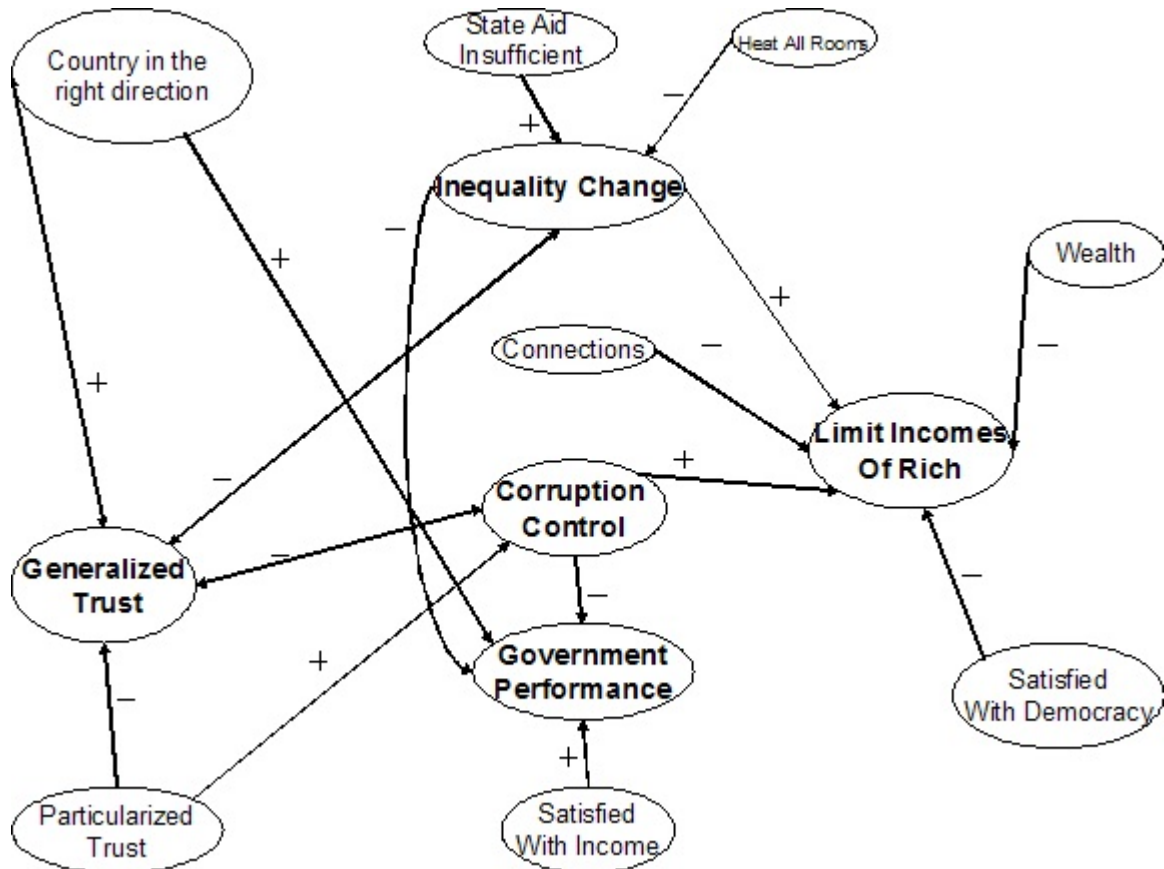 State Aid
Insufficient
Heat All Rooms
Country in the
right direction
−
+
Inequality Change
−
+
Wealth
+
Connections
−
−
+
Limit Incomes
Of Rich
+
−
Corruption
Control
−
Generalized
Trust
−
−
+
Government
Performance
−
Satisfied
With Democracy
+
Particularized
Trust
Satisfied
With Income